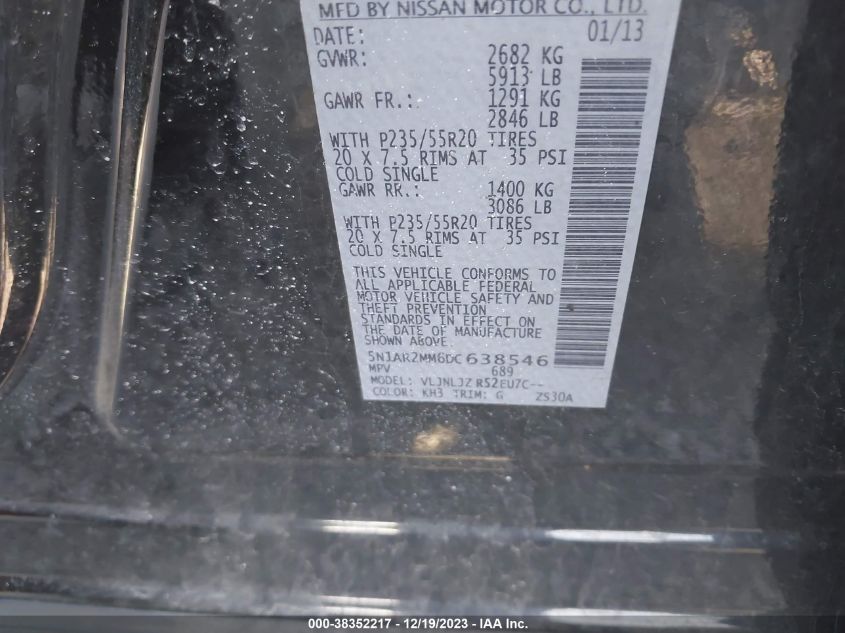 MFD BY NISSAN MOTOR CO., LTD.
DATE: 01/13
GVWR: 2682 KG
5913 LB
GAWR FR.: 1291 KG
2846 LB
WITH P235/55R20 TIRES
20 X 7.5 RIMS AT 35 PSI
COLD SINGLE
GAWR RR.: 1400 KG
3086 LB
WITH P235/55R20 TIRES
20 X 7.5 RIMS AT 35 PSI
COLD SINGLE
THIS VEHICLE CONFORMS TO
ALL APPLICABLE FEDERAL
MOTOR VEHICLE SAFETY AND
THEFT PREVENTION
STANDARDS IN EFFECT ON
THE DATE OF MANUFACTURE
SHOWN ABOVE.
5N1AR2MM6DC638546
MPV 689
MODEL: VLJNLJZ R52EUZC--
COLOR: KH3 TRIM: G ZS30A
000-38352217 - 12/19/2023 - IAA Inc.